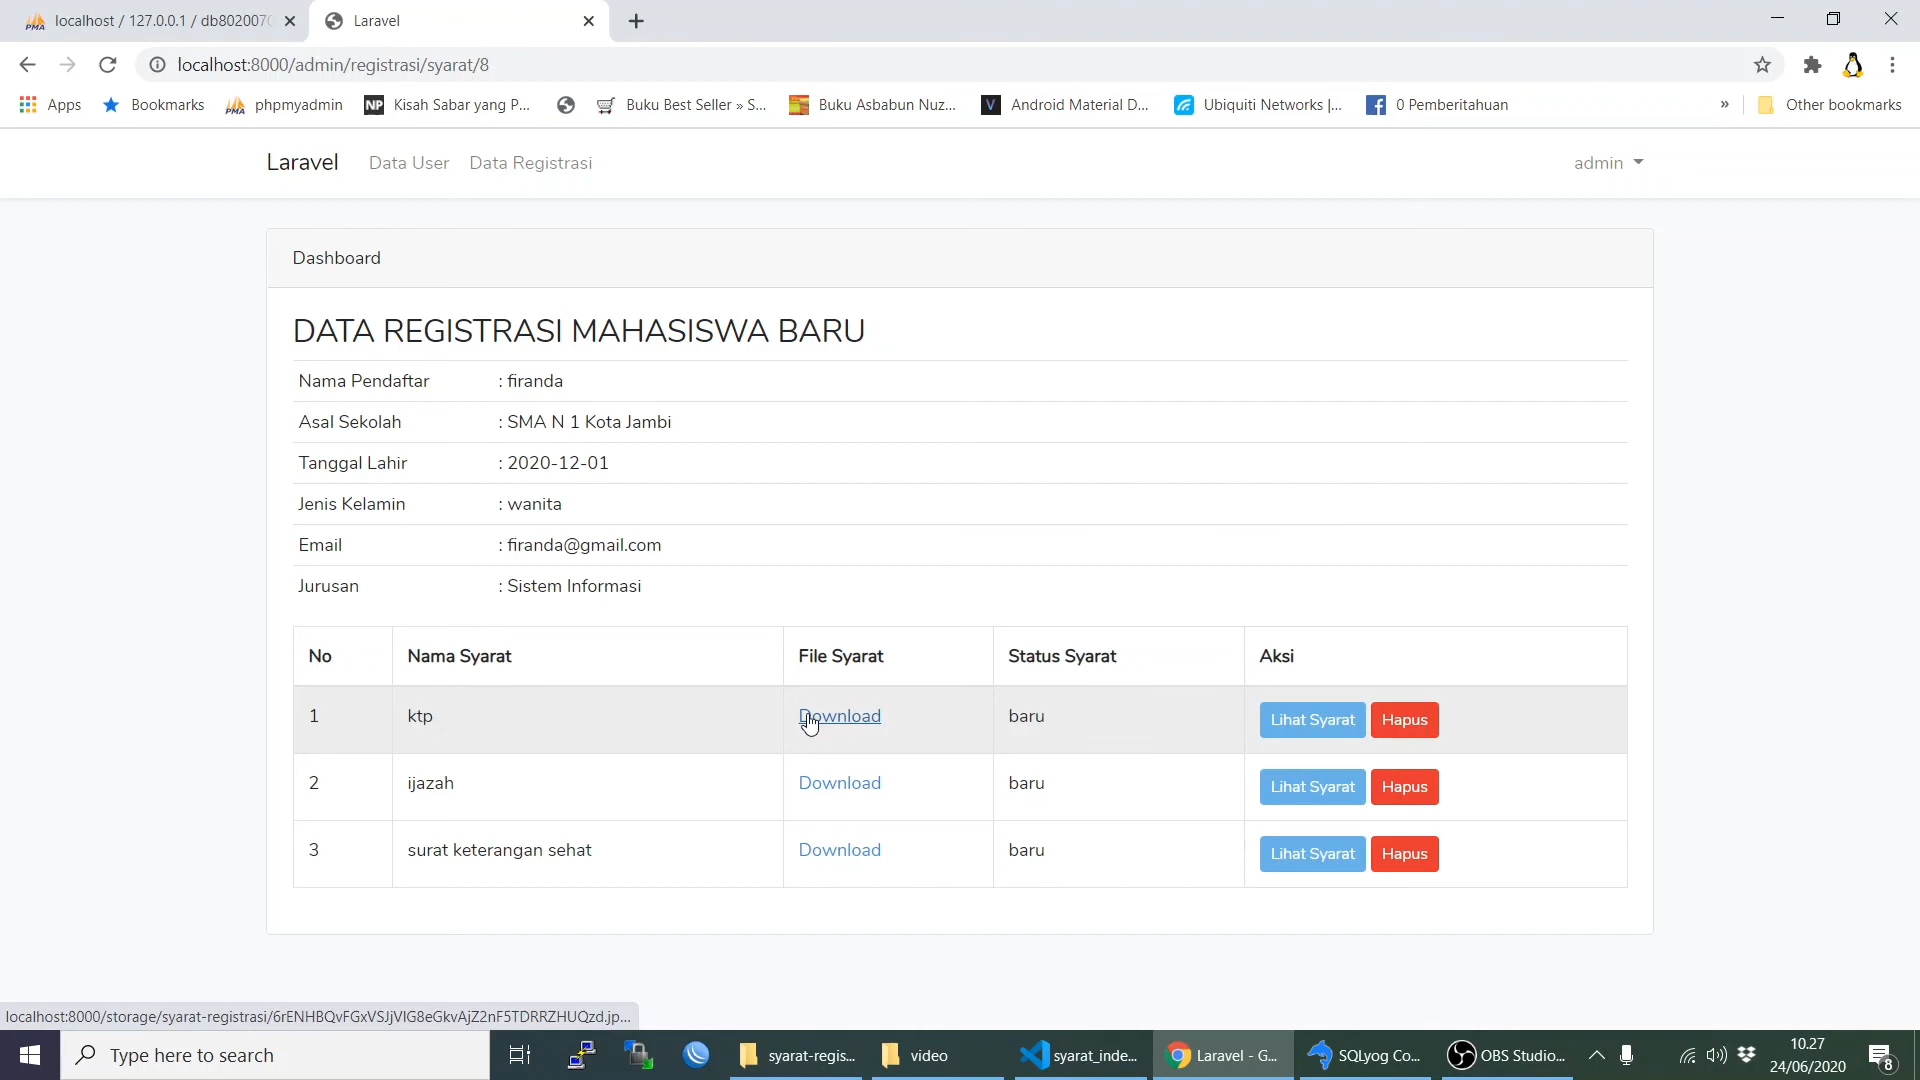 localhost / 127.0.0.1 / db8020070
Laravel
localhost:8000/admin/registrasi/syarat/8
Apps
Bookmarks
phpmyadmin
NP
Kisah Sabar yang P...
Buku Best Seller » S...
Buku Asbabun Nuz...
V
Android Material D...
Ubiquiti Networks |...
0 Pemberitahuan
»
Other bookmarks
Laravel
Data User
Data Registrasi
admin
Dashboard
DATA REGISTRASI MAHASISWA BARU
Nama Pendaftar : firanda
Asal Sekolah : SMA N 1 Kota Jambi
Tanggal Lahir : 2020-12-01
Jenis Kelamin : wanita
Email : firanda@gmail.com
Jurusan : Sistem Informasi
No Nama Syarat File Syarat Status Syarat Aksi
1 ktp Download baru Lihat Syarat Hapus
2 ijazah Download baru Lihat Syarat Hapus
3 surat keterangan sehat Download baru Lihat Syarat Hapus
localhost:8000/storage/syarat-registrasi/6rENHBQvFGxVSJjVIG8eGkvAjZ2nF5TDRRZHUQzd.jp...
Type here to search
syarat-regis...
video
syarat_inde...
Laravel - G...
SQLyog Co...
OBS Studio...
10.27
24/06/2020
8